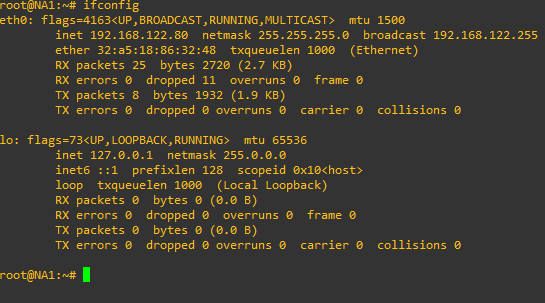 root@NA1:~# ifconfig
eth0: flags=4163<UP,BROADCAST,RUNNING,MULTICAST>  mtu 1500
        inet 192.168.122.80  netmask 255.255.255.0  broadcast 192.168.122.255
        ether 32:a5:18:86:32:48  txqueuelen 1000  (Ethernet)
        RX packets 25  bytes 2720 (2.7 KB)
        RX errors 0  dropped 11  overruns 0  frame 0
        TX packets 8  bytes 1932 (1.9 KB)
        TX errors 0  dropped 0 overruns 0  carrier 0  collisions 0
lo: flags=73<UP,LOOPBACK,RUNNING>  mtu 65536
        inet 127.0.0.1  netmask 255.0.0.0
        inet6 ::1  prefixlen 128  scopeid 0x10<host>
        loop  txqueuelen 1000  (Local Loopback)
        RX packets 0  bytes 0 (0.0 B)
        RX errors 0  dropped 0  overruns 0  frame 0
        TX packets 0  bytes 0 (0.0 B)
        TX errors 0  dropped 0 overruns 0  carrier 0  collisions 0
root@NA1:~#